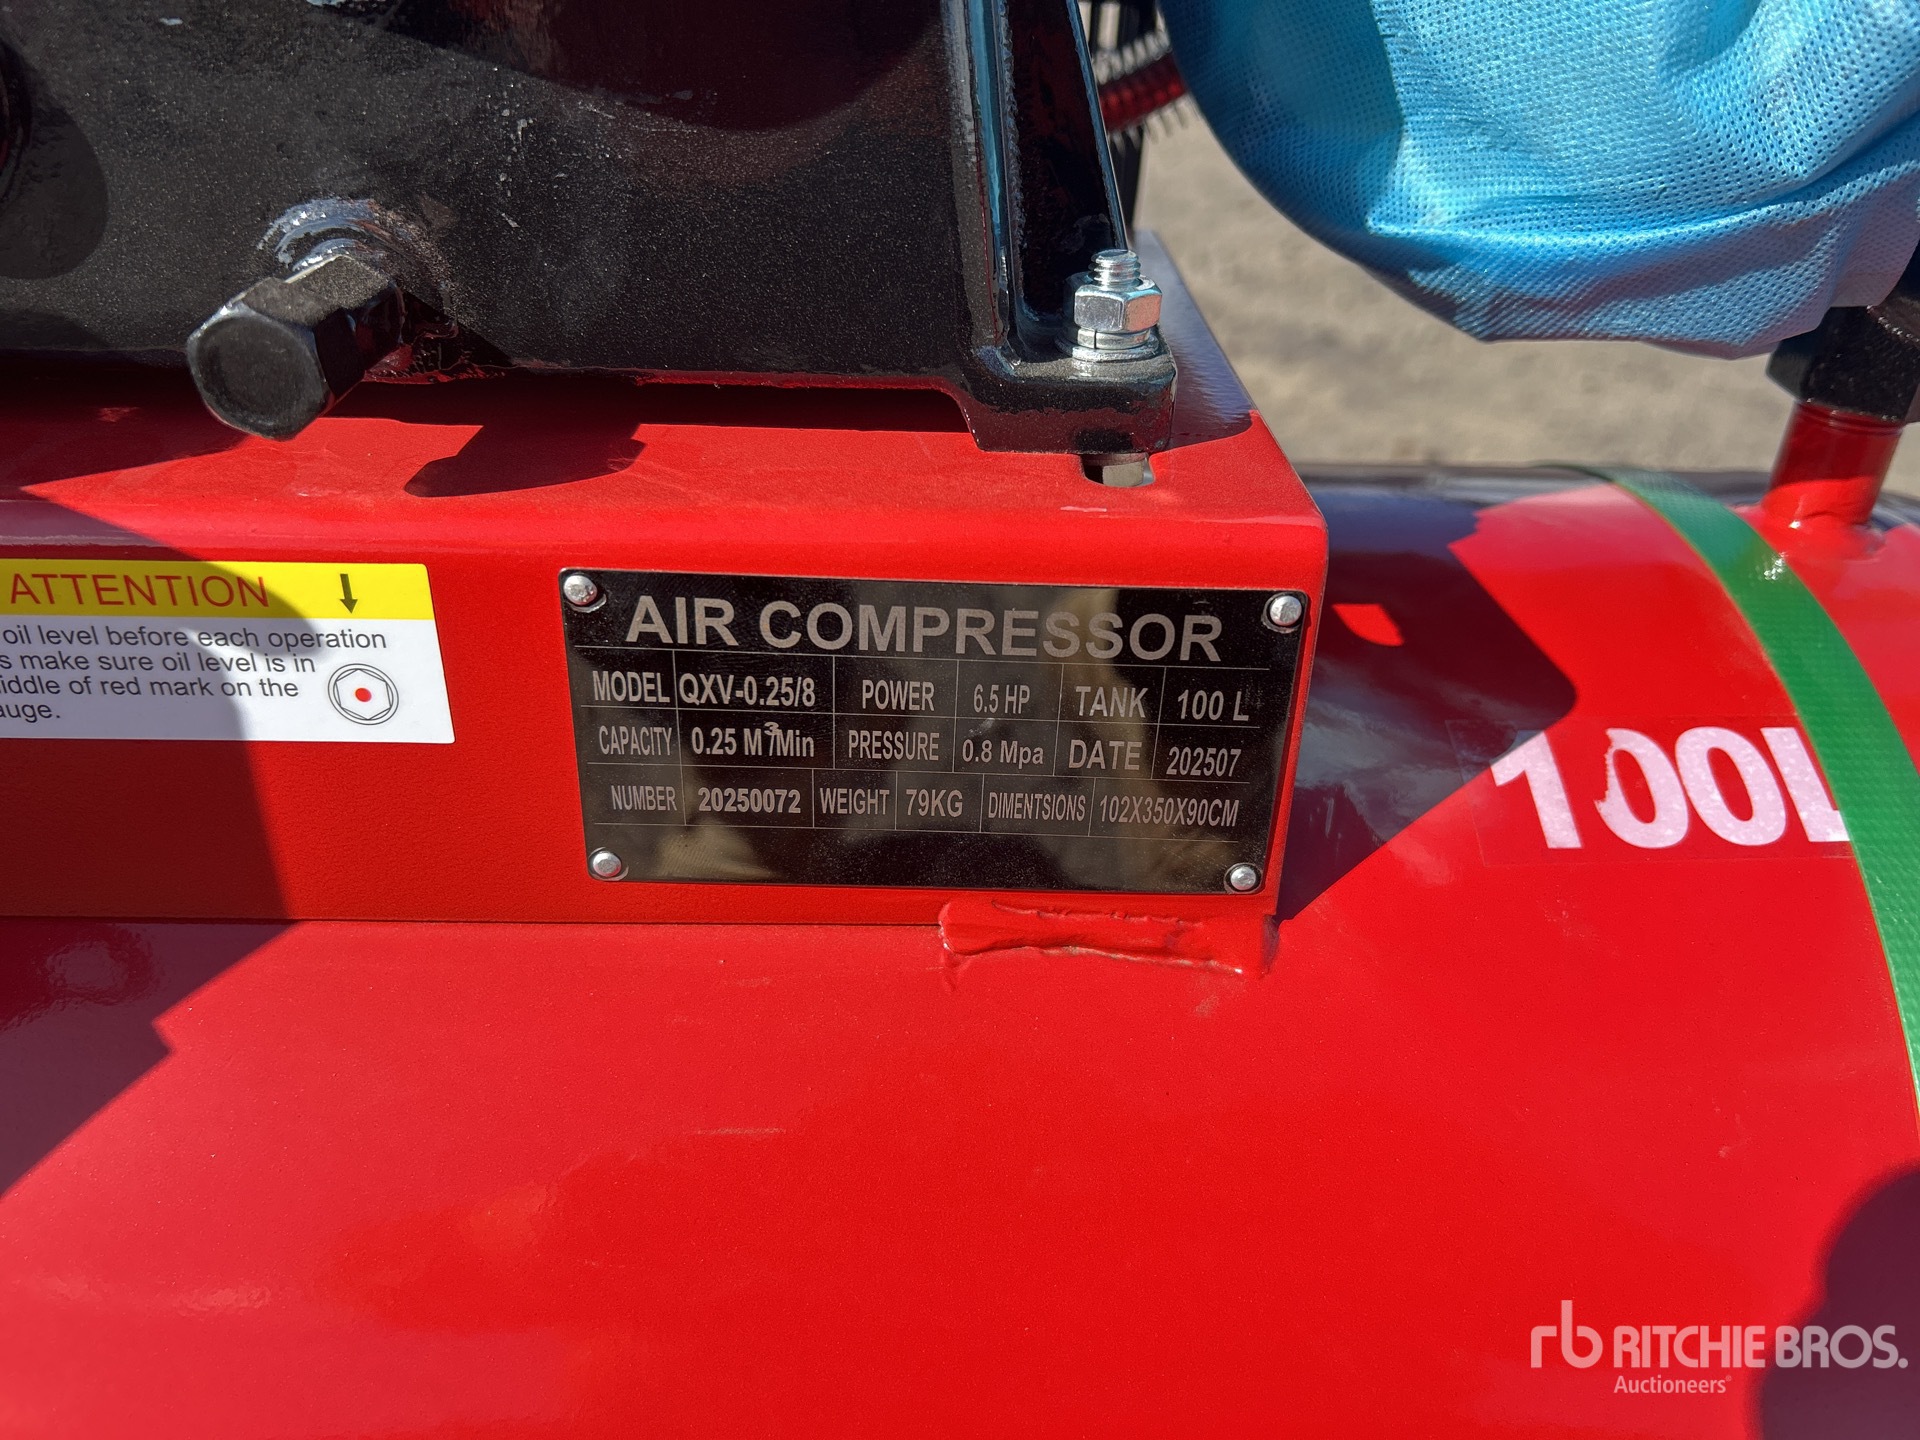 ATTENTION
oil level before each operation
s make sure oil level is in
iddle of red mark on the
auge.
AIR COMPRESSOR
MODEL QXV-0.25/8 POWER 6.5 HP TANK 100 L
CAPACITY 0.25 M³/Min PRESSURE 0.8 Mpa DATE 202507
NUMBER 20250072 WEIGHT 79KG DIMENTSIONS 102X350X90CM
100L
rb RITCHIE BROS.
Auctioneers